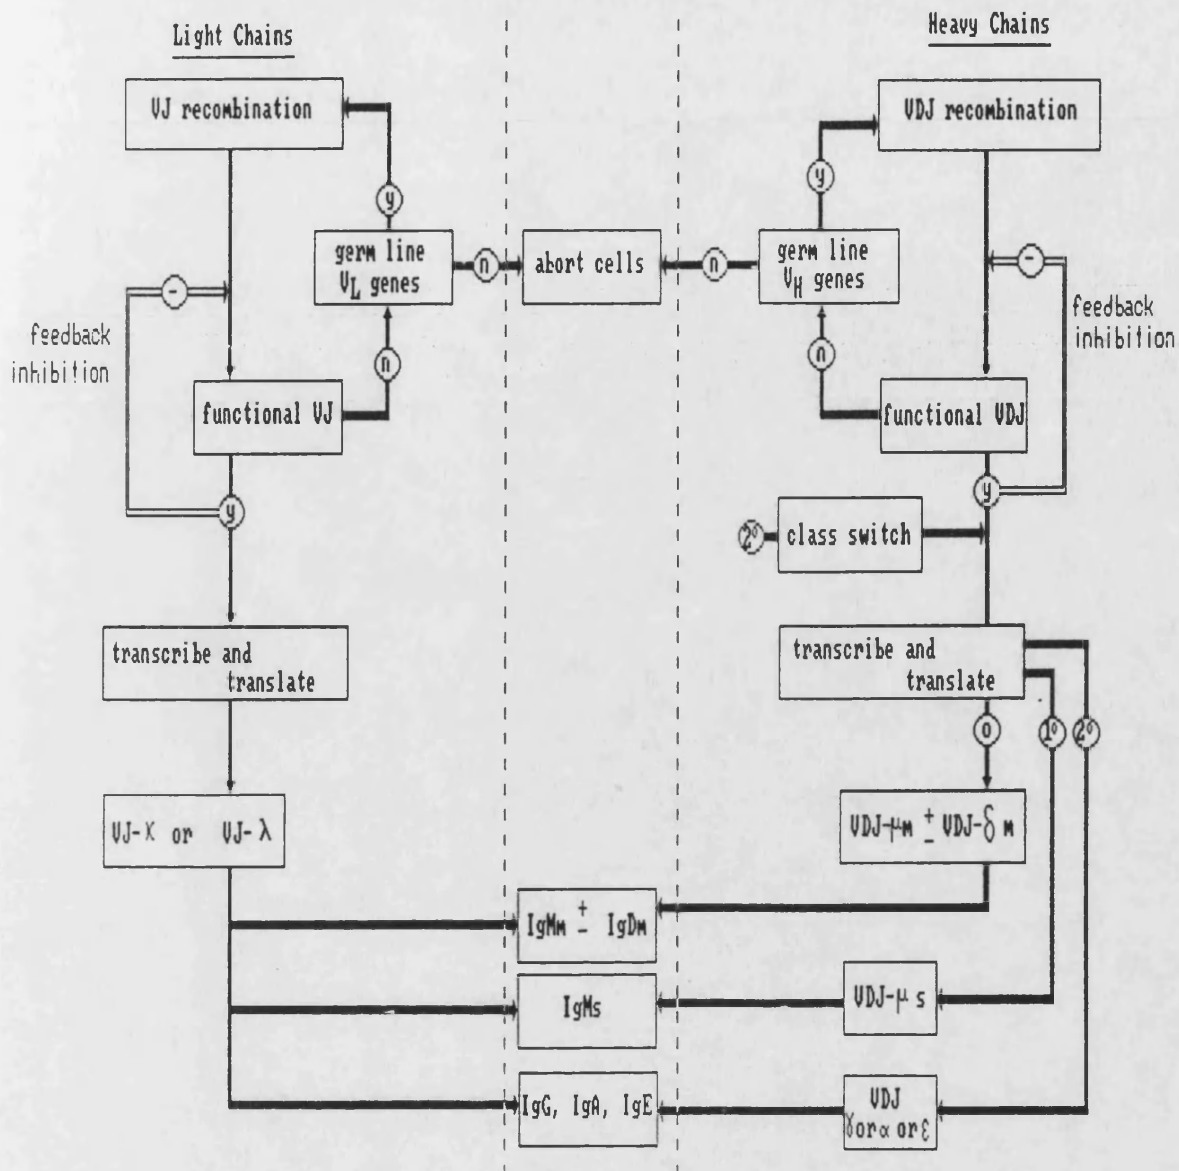 Light Chains
Heavy Chains
VJ recombination
VDJ recombination
y
y
germ line
V_L genes
n
abort cells
n
germ line
V_H genes
-
-
feedback
inhibition
feedback
inhibition
n
n
functional VJ
functional VDJ
y
y
2° class switch
transcribe and
translate
transcribe and
translate
o
1°
2°
VJ-κ or VJ-λ
VDJ-μm ± VDJ-δ m
IgMm ± IgDm
IgMs
VDJ-μ s
IgG, IgA, IgE
VDJ
γ or α or ε